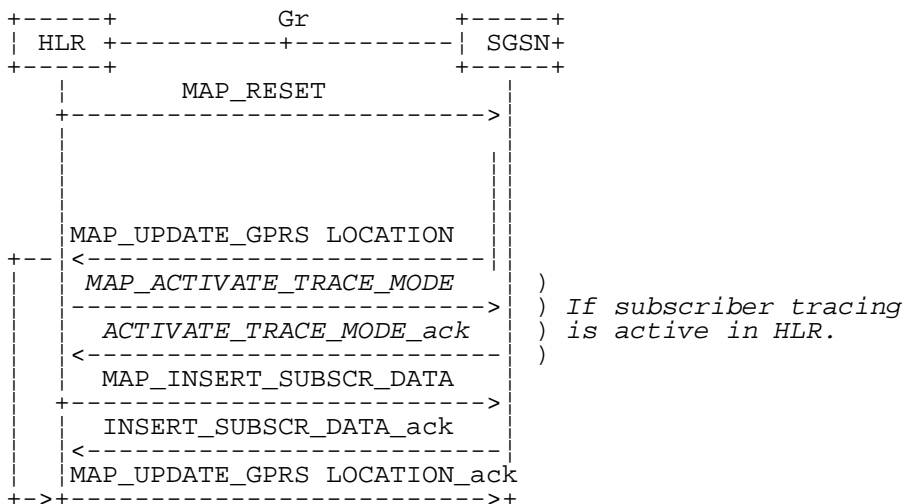 Gr
HLR SGSN
MAP_RESET
MAP_UPDATE_GPRS LOCATION
MAP_ACTIVATE_TRACE_MODE )
) If subscriber tracing
ACTIVATE_TRACE_MODE_ack ) is active in HLR.
)
MAP_INSERT_SUBSCR_DATA
INSERT_SUBSCR_DATA_ack
MAP_UPDATE_GPRS LOCATION_ack